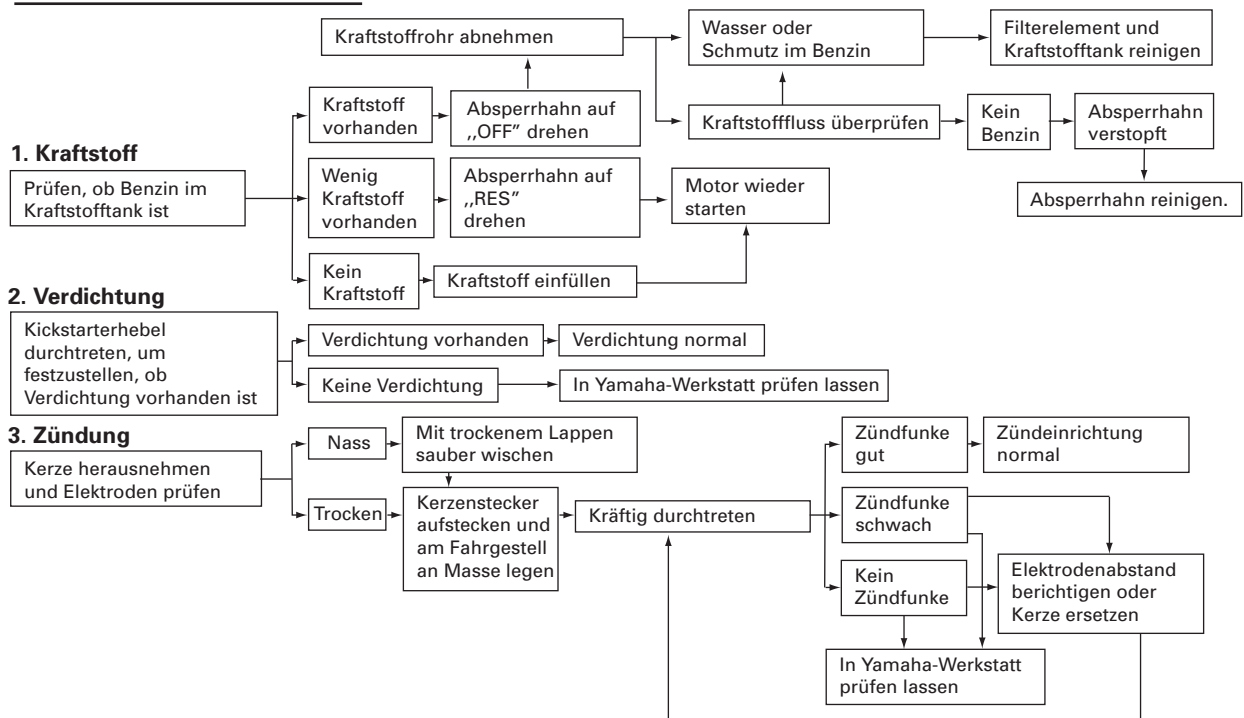 1. Kraftstoff
Prüfen, ob Benzin im
Kraftstofftank ist
Kraftstoff
vorhanden
Absperrhahn auf
,,OFF” drehen
Kraftstoffrohr abnehmen
Wasser oder
Schmutz im Benzin
Filterelement und
Kraftstofftank reinigen
Kraftstofffluss überprüfen
Kein
Benzin
Absperrhahn
verstopft
Absperrhahn reinigen.
Wenig
Kraftstoff
vorhanden
Absperrhahn auf
,,RES”
drehen
Motor wieder
starten
Kein
Kraftstoff
Kraftstoff einfüllen
2. Verdichtung
Kickstarterhebel
durchtreten, um
festzustellen, ob
Verdichtung vorhanden ist
Verdichtung vorhanden
Verdichtung normal
Keine Verdichtung
In Yamaha-Werkstatt prüfen lassen
3. Zündung
Kerze herausnehmen
und Elektroden prüfen
Nass
Mit trockenem Lappen
sauber wischen
Trocken
Kerzenstecker
aufstecken und
am Fahrgestell
an Masse legen
Kräftig durchtreten
Zündfunke
gut
Zündeinrichtung
normal
Zündfunke
schwach
Kein
Zündfunke
Elektrodenabstand
berichtigen oder
Kerze ersetzen
In Yamaha-Werkstatt
prüfen lassen